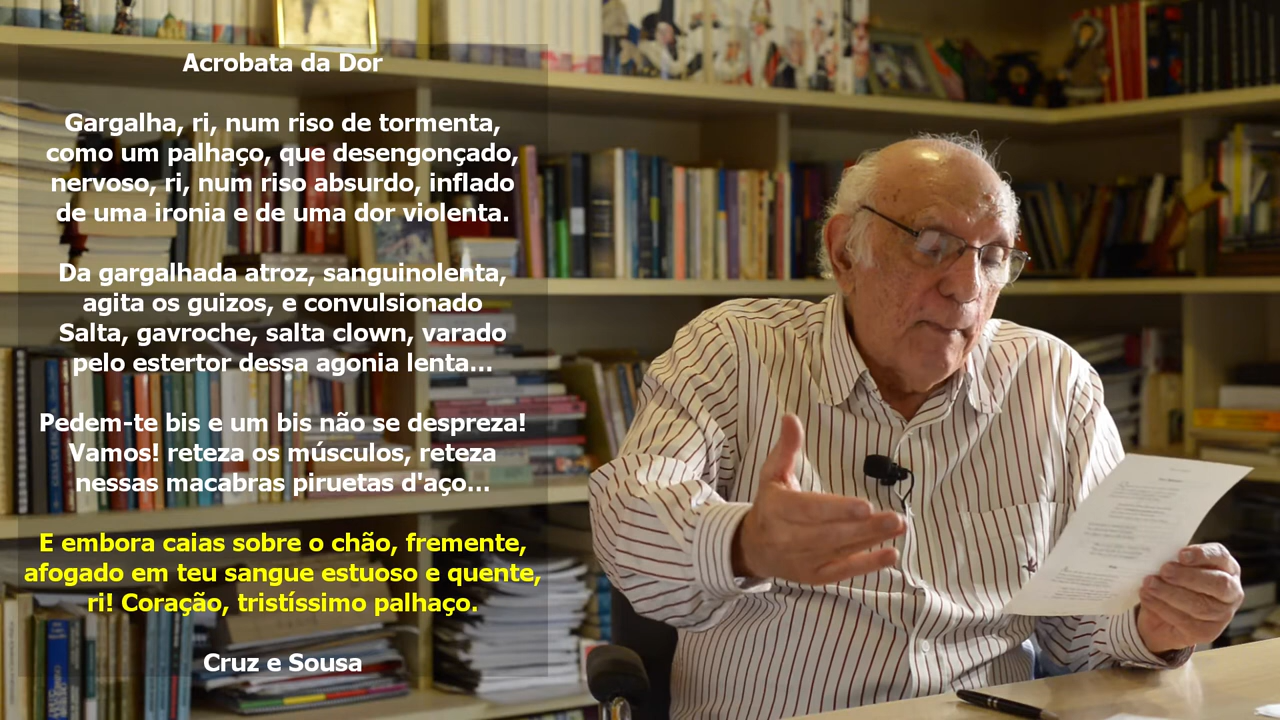 Acrobata da Dor
Gargalha, ri, num riso de tormenta,
como um palhaço, que desengonçado,
nervoso, ri, num riso absurdo, inflado
de uma ironia e de uma dor violenta.
Da gargalhada atroz, sanguinolenta,
agita os guizos, e convulsionado
Salta, gavroche, salta clown, varado
pelo estertor dessa agonia lenta...
Pedem-te bis e um bis não se despreza!
Vamos! reteza os músculos, reteza
nessas macabras piruetas d'aço...
E embora caias sobre o chão, fremente,
afogado em teu sangue estuoso e quente,
ri! Coração, tristíssimo palhaço.
Cruz e Sousa